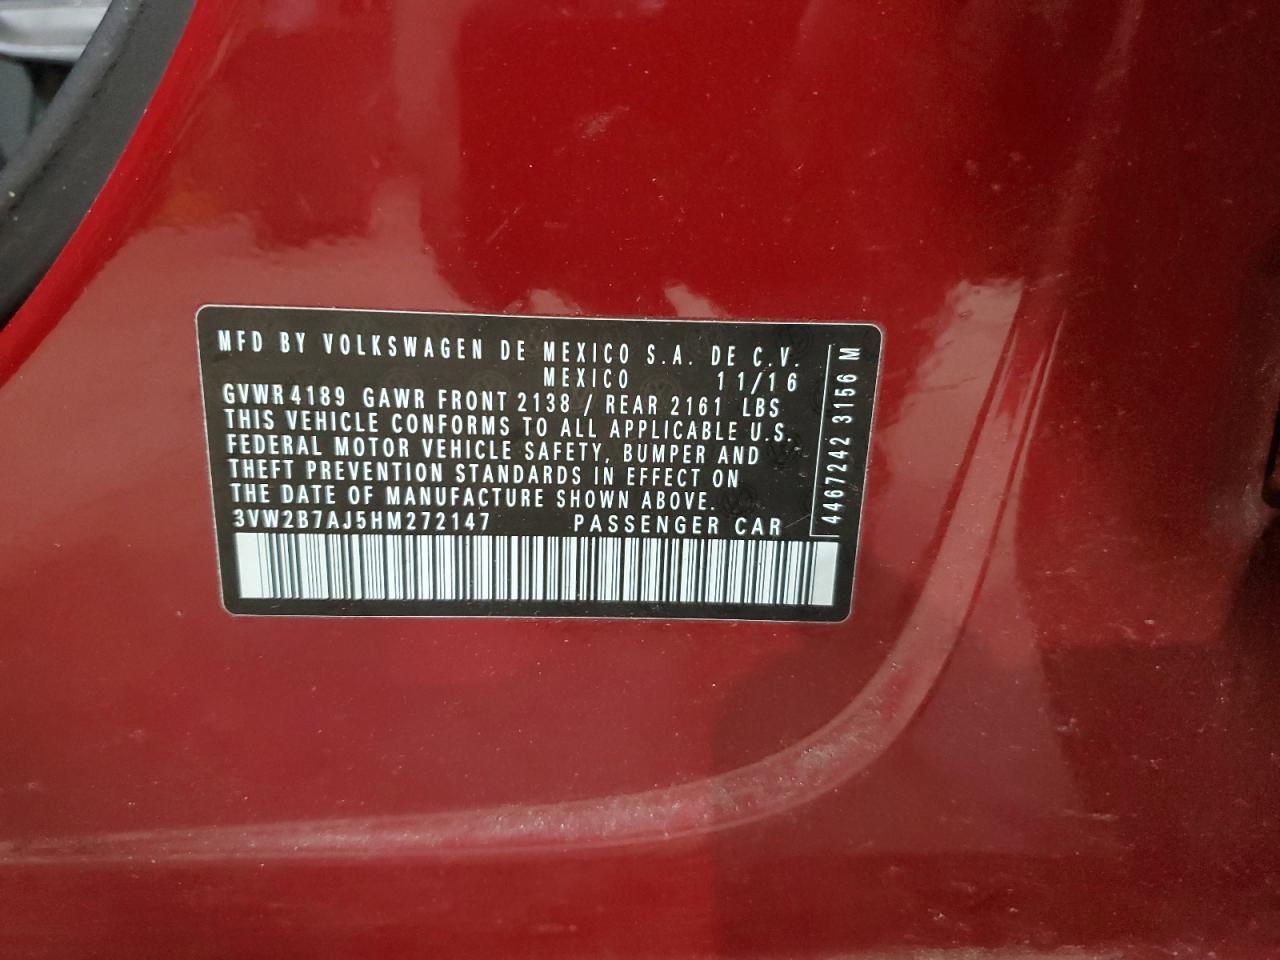 MFD BY VOLKSWAGEN DE MEXICO S.A. DE C.V.
MEXICO 11/16
GVWR 4189 GAWR FRONT 2138 / REAR 2161 LBS
THIS VEHICLE CONFORMS TO ALL APPLICABLE U.S.
FEDERAL MOTOR VEHICLE SAFETY, BUMPER AND
THEFT PREVENTION STANDARDS IN EFFECT ON
THE DATE OF MANUFACTURE SHOWN ABOVE.
3VW2B7AJ5HM272147 PASSENGER CAR
4467242 3156 M